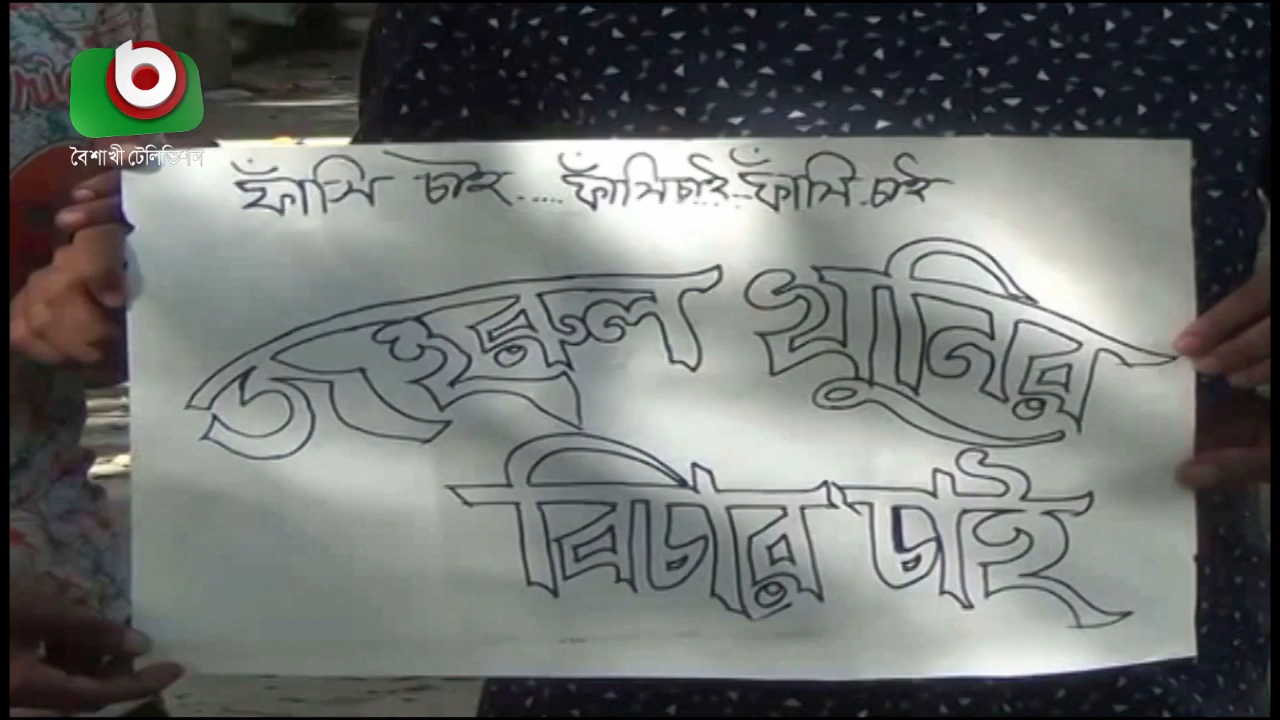 বৈশাখী টেলিভিশন
ফাঁসি চাই..... ফাঁসি চাই...ফাঁসি চাই
জহুরুল খুনির
বিচার চাই